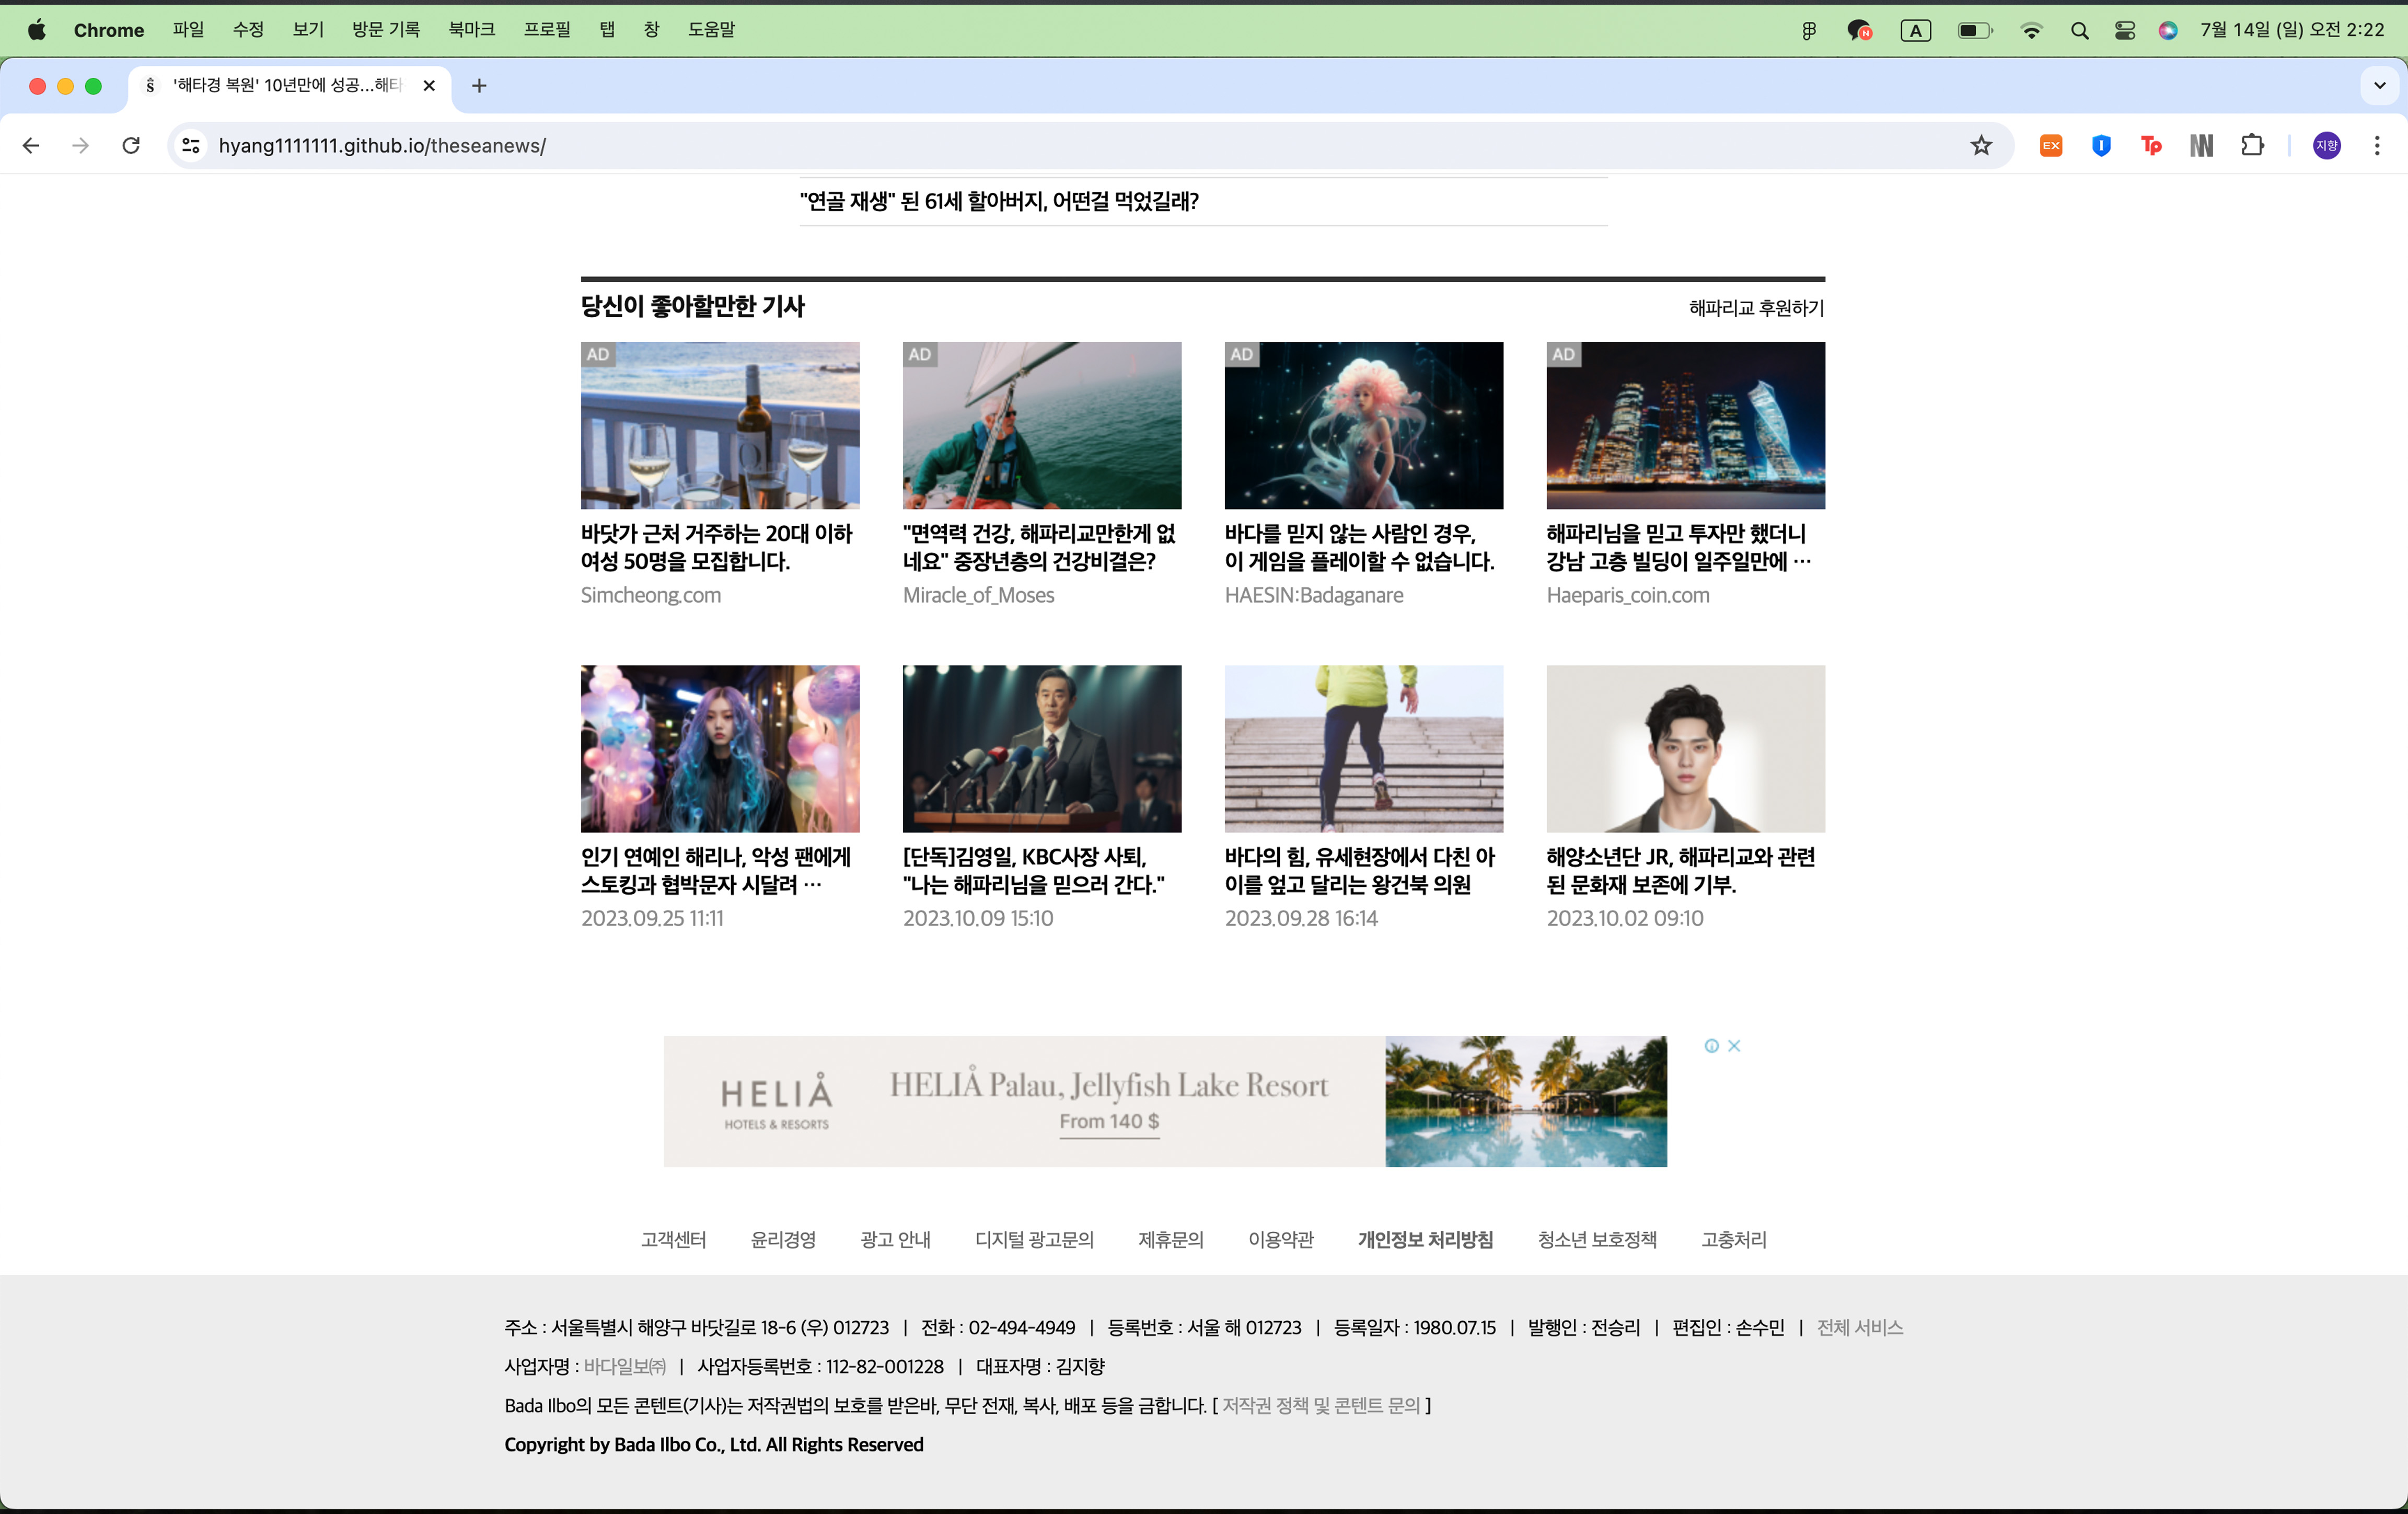 Chrome 파일 수정 보기 방문 기록 북마크 프로필 탭 창 도움말 N A 7월 14일 (일) 오전 2:22
ŝ '해타경 복원' 10년만에 성공...해타
hyang1111111.github.io/theseanews/ EX I Tp N 지향
"연골 재생" 된 61세 할아버지, 어떤걸 먹었길래?
당신이 좋아할만한 기사
해파리교 후원하기
AD
바닷가 근처 거주하는 20대 이하
여성 50명을 모집합니다.
Simcheong.com
AD
"면역력 건강, 해파리교만한게 없
네요" 중장년층의 건강비결은?
Miracle_of_Moses
AD
바다를 믿지 않는 사람인 경우,
이 게임을 플레이할 수 없습니다.
HAESIN:Badaganare
AD
해파리님을 믿고 투자만 했더니
강남 고층 빌딩이 일주일만에 …
Haeparis_coin.com
인기 연예인 해리나, 악성 팬에게
스토킹과 협박문자 시달려 …
2023.09.25 11:11
[단독]김영일, KBC사장 사퇴,
"나는 해파리님을 믿으러 간다."
2023.10.09 15:10
바다의 힘, 유세현장에서 다친 아
이를 엎고 달리는 왕건북 의원
2023.09.28 16:14
해양소년단 JR, 해파리교와 관련
된 문화재 보존에 기부.
2023.10.02 09:10
HELIÅ
HOTELS & RESORTS
HELIÅ Palau, Jellyfish Lake Resort
From 140 $
고객센터 윤리경영 광고 안내 디지털 광고문의 제휴문의 이용약관 개인정보 처리방침 청소년 보호정책 고충처리
주소 : 서울특별시 해양구 바닷길로 18-6 (우) 012723 | 전화 : 02-494-4949 | 등록번호 : 서울 해 012723 | 등록일자 : 1980.07.15 | 발행인 : 전승리 | 편집인 : 손수민 | 전체 서비스
사업자명 : 바다일보㈜ | 사업자등록번호 : 112-82-001228 | 대표자명 : 김지향
Bada Ilbo의 모든 콘텐트(기사)는 저작권법의 보호를 받은바, 무단 전재, 복사, 배포 등을 금합니다. [ 저작권 정책 및 콘텐트 문의 ]
Copyright by Bada Ilbo Co., Ltd. All Rights Reserved